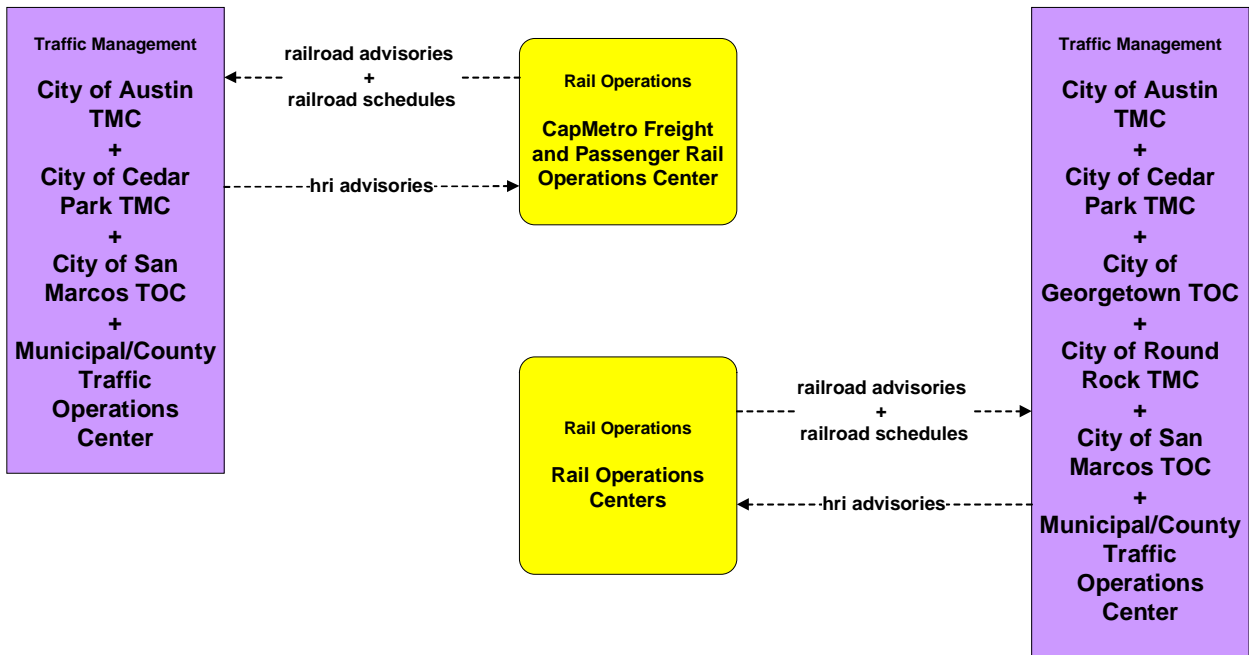 Traffic Management
City of Austin
TMC
+
City of Cedar
Park TMC
+
City of San
Marcos TOC
+
Municipal/County
Traffic
Operations
Center
railroad advisories
+
railroad schedules
hri advisories
Rail Operations
CapMetro Freight
and Passenger Rail
Operations Center
Rail Operations
Rail Operations
Centers
railroad advisories
+
railroad schedules
hri advisories
Traffic Management
City of Austin
TMC
+
City of Cedar
Park TMC
+
City of
Georgetown TOC
+
City of Round
Rock TMC
+
City of San
Marcos TOC
+
Municipal/County
Traffic
Operations
Center